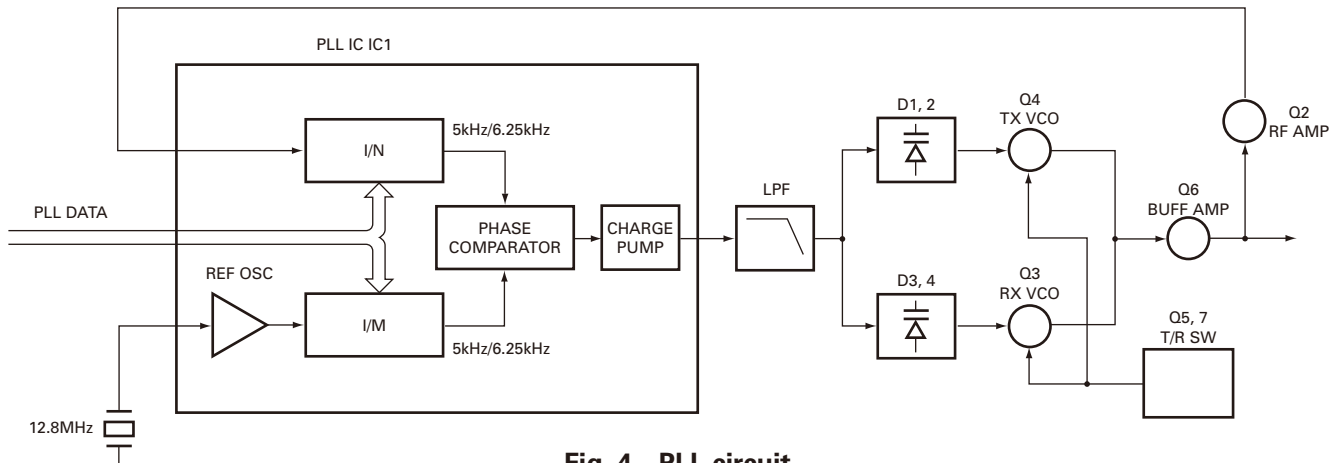 PLL IC IC1
I/N
5kHz/6.25kHz
PLL DATA
REF OSC
I/M
5kHz/6.25kHz
12.8MHz
PHASE
COMPARATOR
CHARGE
PUMP
LPF
D1, 2
D3, 4
Q4
TX VCO
Q3
RX VCO
Q6
BUFF AMP
Q2
RF AMP
Q5, 7
T/R SW
Fig. 4 PLL circuit